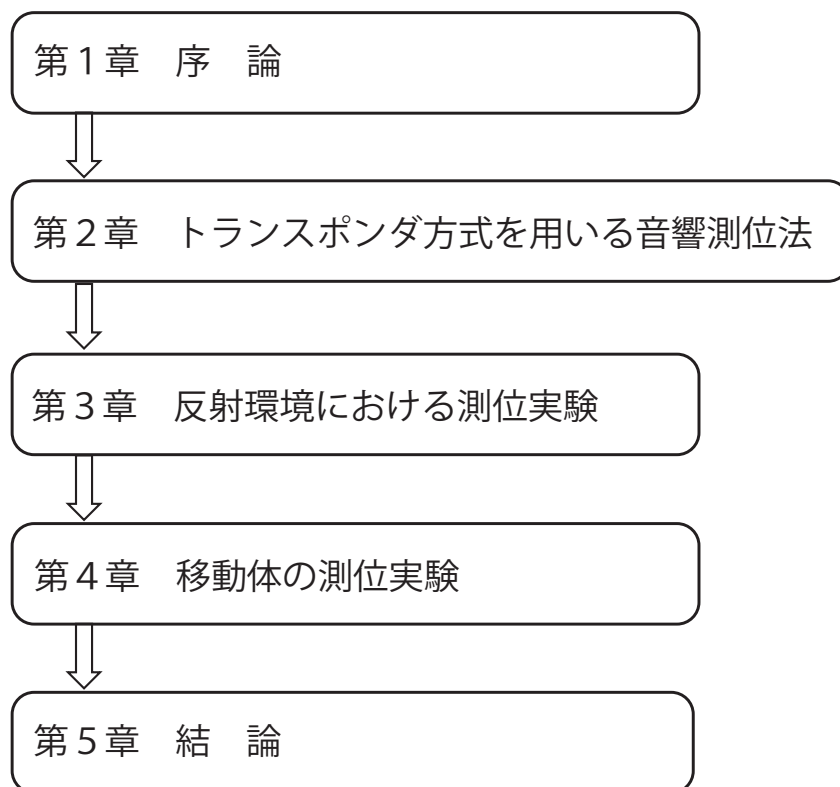 第１章　序　論
第２章　トランスポンダ方式を用いる音響測位法
第３章　反射環境における測位実験
第４章　移動体の測位実験
第５章　結　論